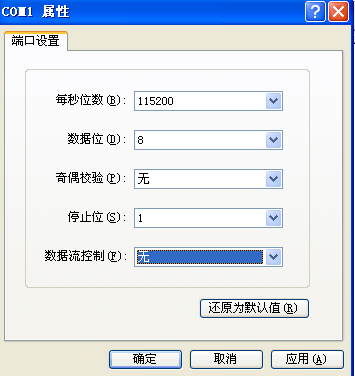 COM1 属性
端口设置
每秒位数(B): 115200
数据位(D): 8
奇偶校验(P): 无
停止位(S): 1
数据流控制(F): 无
还原为默认值(R)
确定 取消 应用(A)